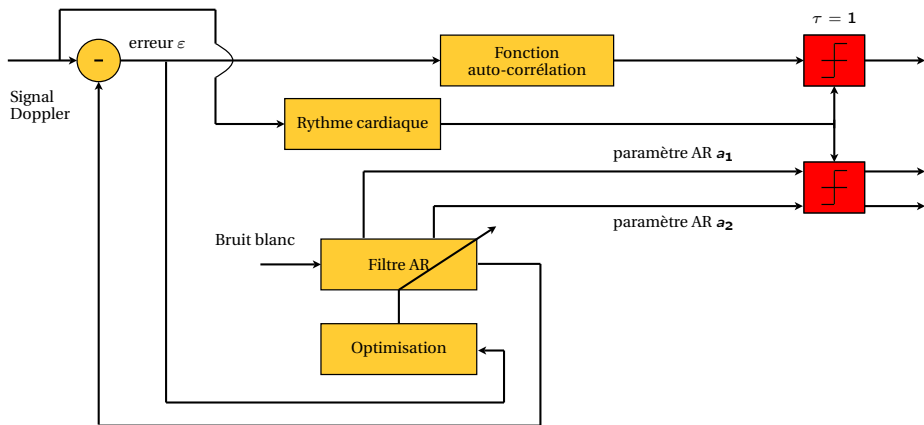 τ = 1
erreur ε
Fonction
auto-corrélation
-
Signal
Doppler
Rythme cardiaque
paramètre AR a1
paramètre AR a2
Bruit blanc
Filtre AR
Optimisation